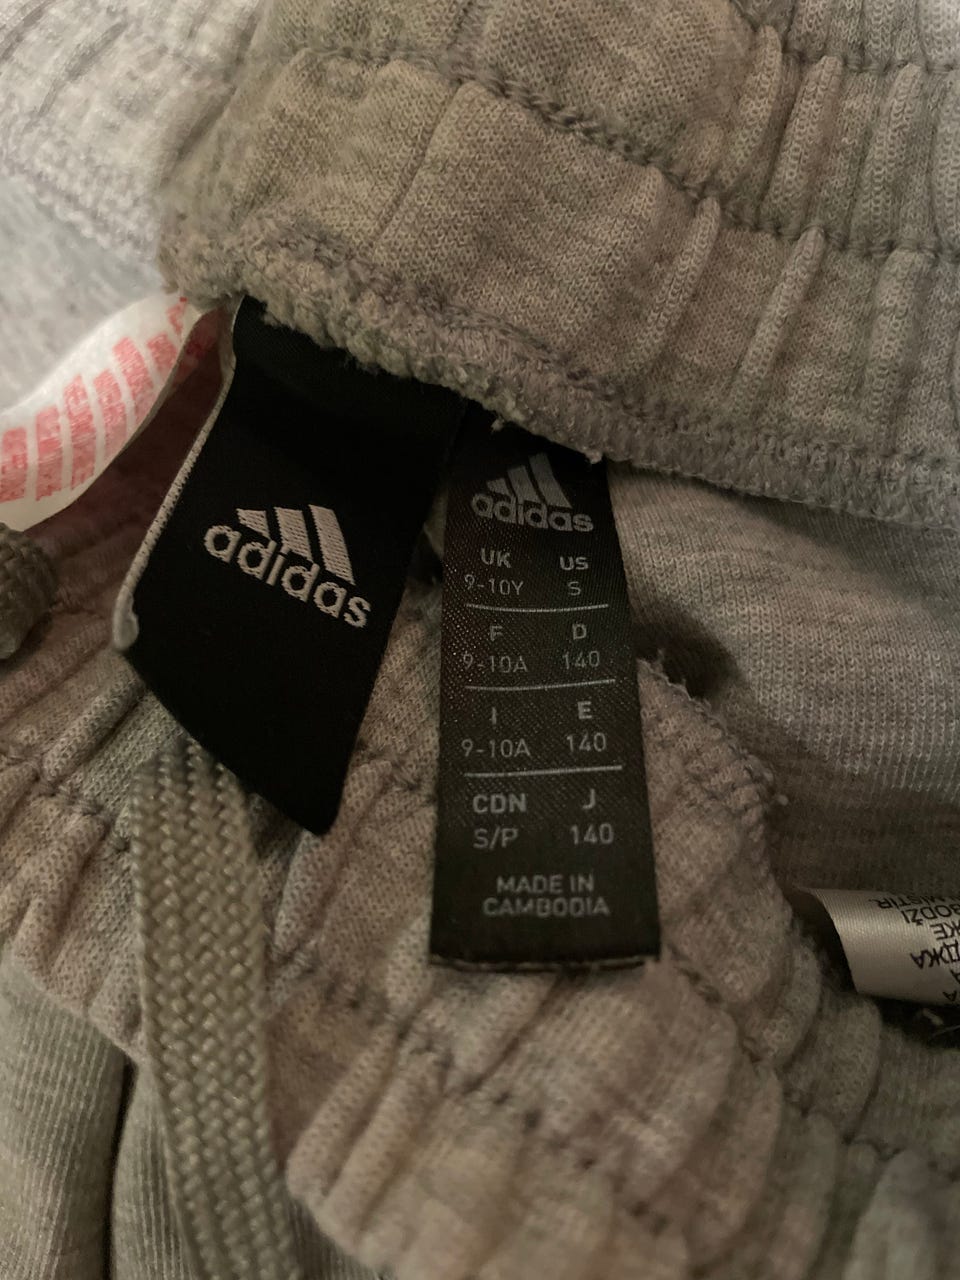 adidas
adidas
UK US
9-10Y S
F D
9-10A 140
I E
9-10A 140
CDN J
S/P 140
MADE IN
CAMBODIA